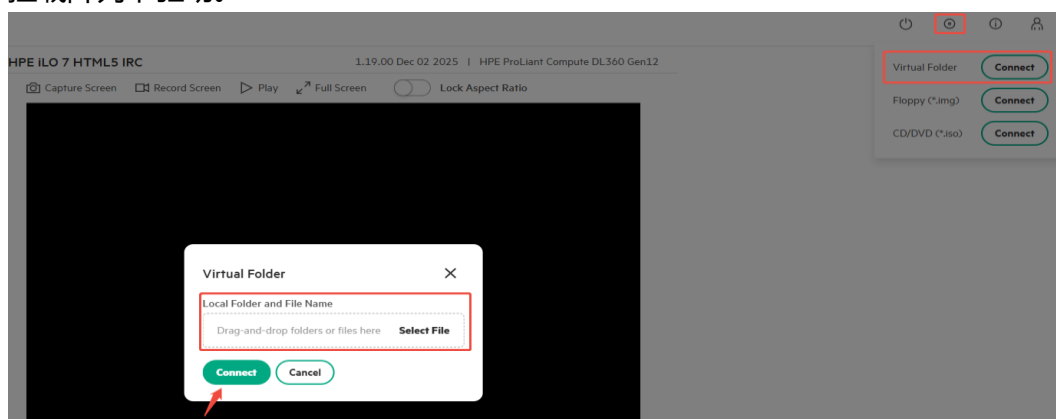 HPE iLO 7 HTML5 IRC
1.19.00 Dec 02 2025 | HPE ProLiant Compute DL360 Gen12
Capture Screen Record Screen Play Full Screen Lock Aspect Ratio
Virtual Folder Connect
Floppy (*.img) Connect
CD/DVD (*.iso) Connect
Virtual Folder
Local Folder and File Name
Drag-and-drop folders or files here Select File
Connect Cancel